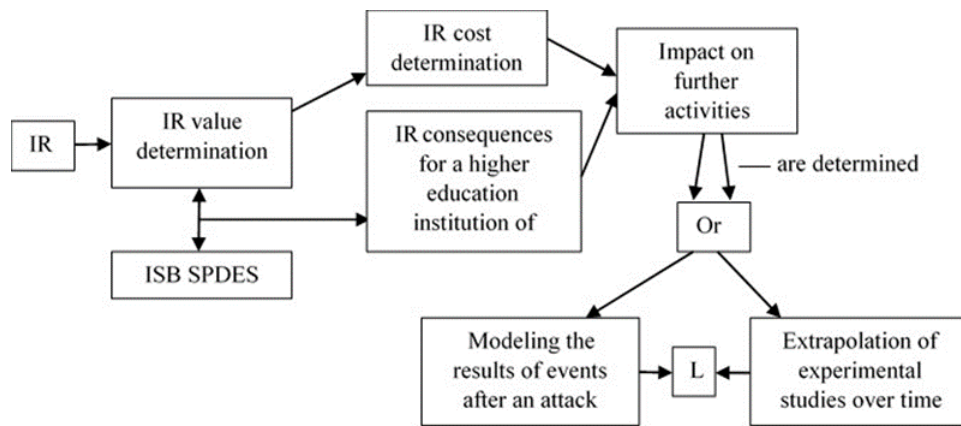 IR
IR value
determination
IR cost
determination
IR consequences
for a higher
education
institution of
ISB SPDES
Impact on
further
activities
— are determined
Or
Modeling the
results of events
after an attack
L
Extrapolation of
experimental
studies over time